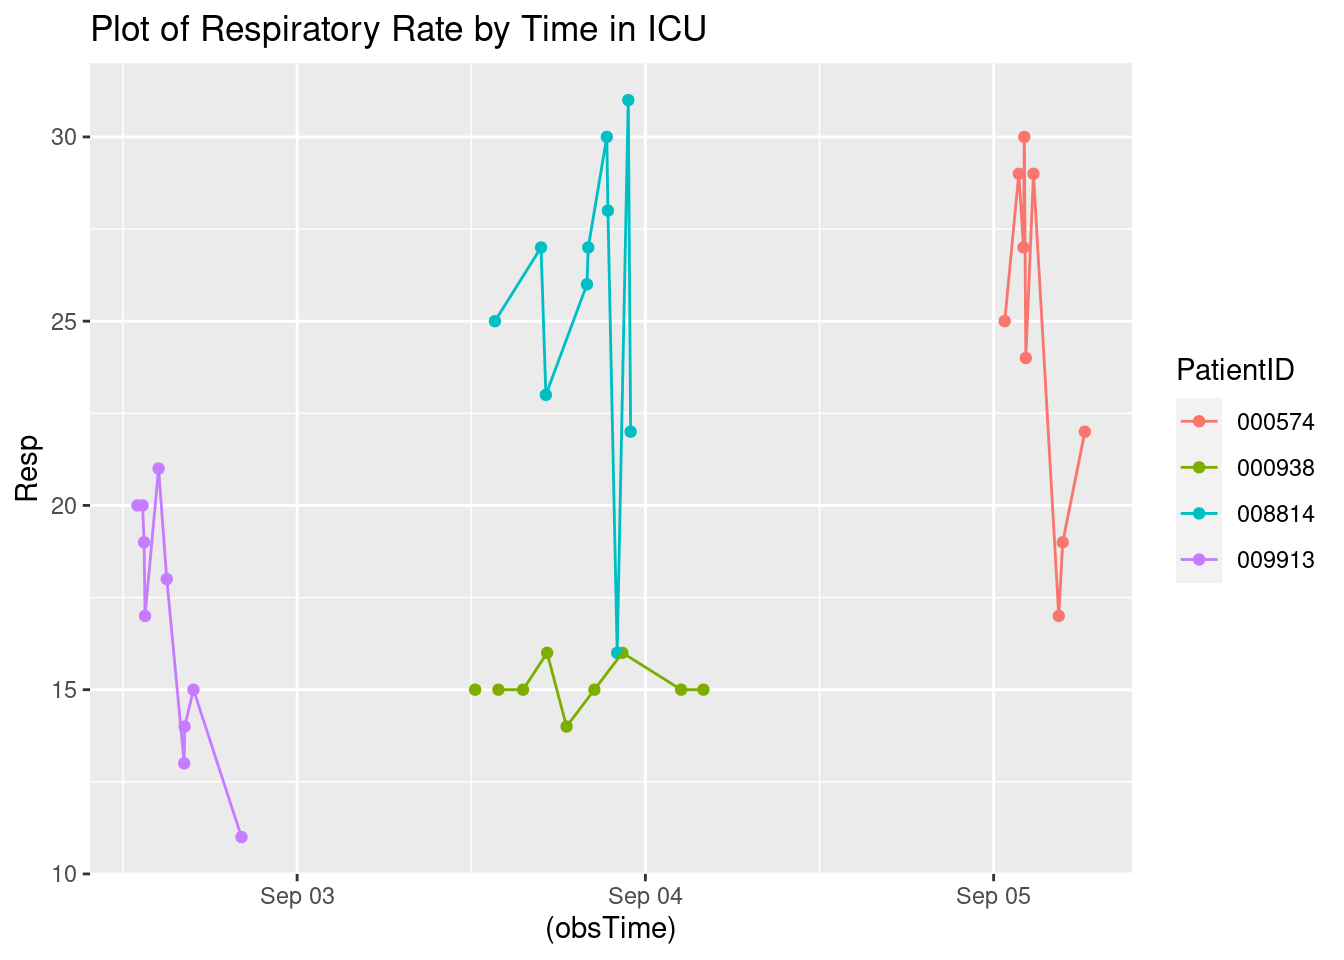 Plot of Respiratory Rate by Time in ICU
30
25
20
15
10
Resp
Sep 03
Sep 04
Sep 05
(obsTime)
PatientID
000574
000938
008814
009913